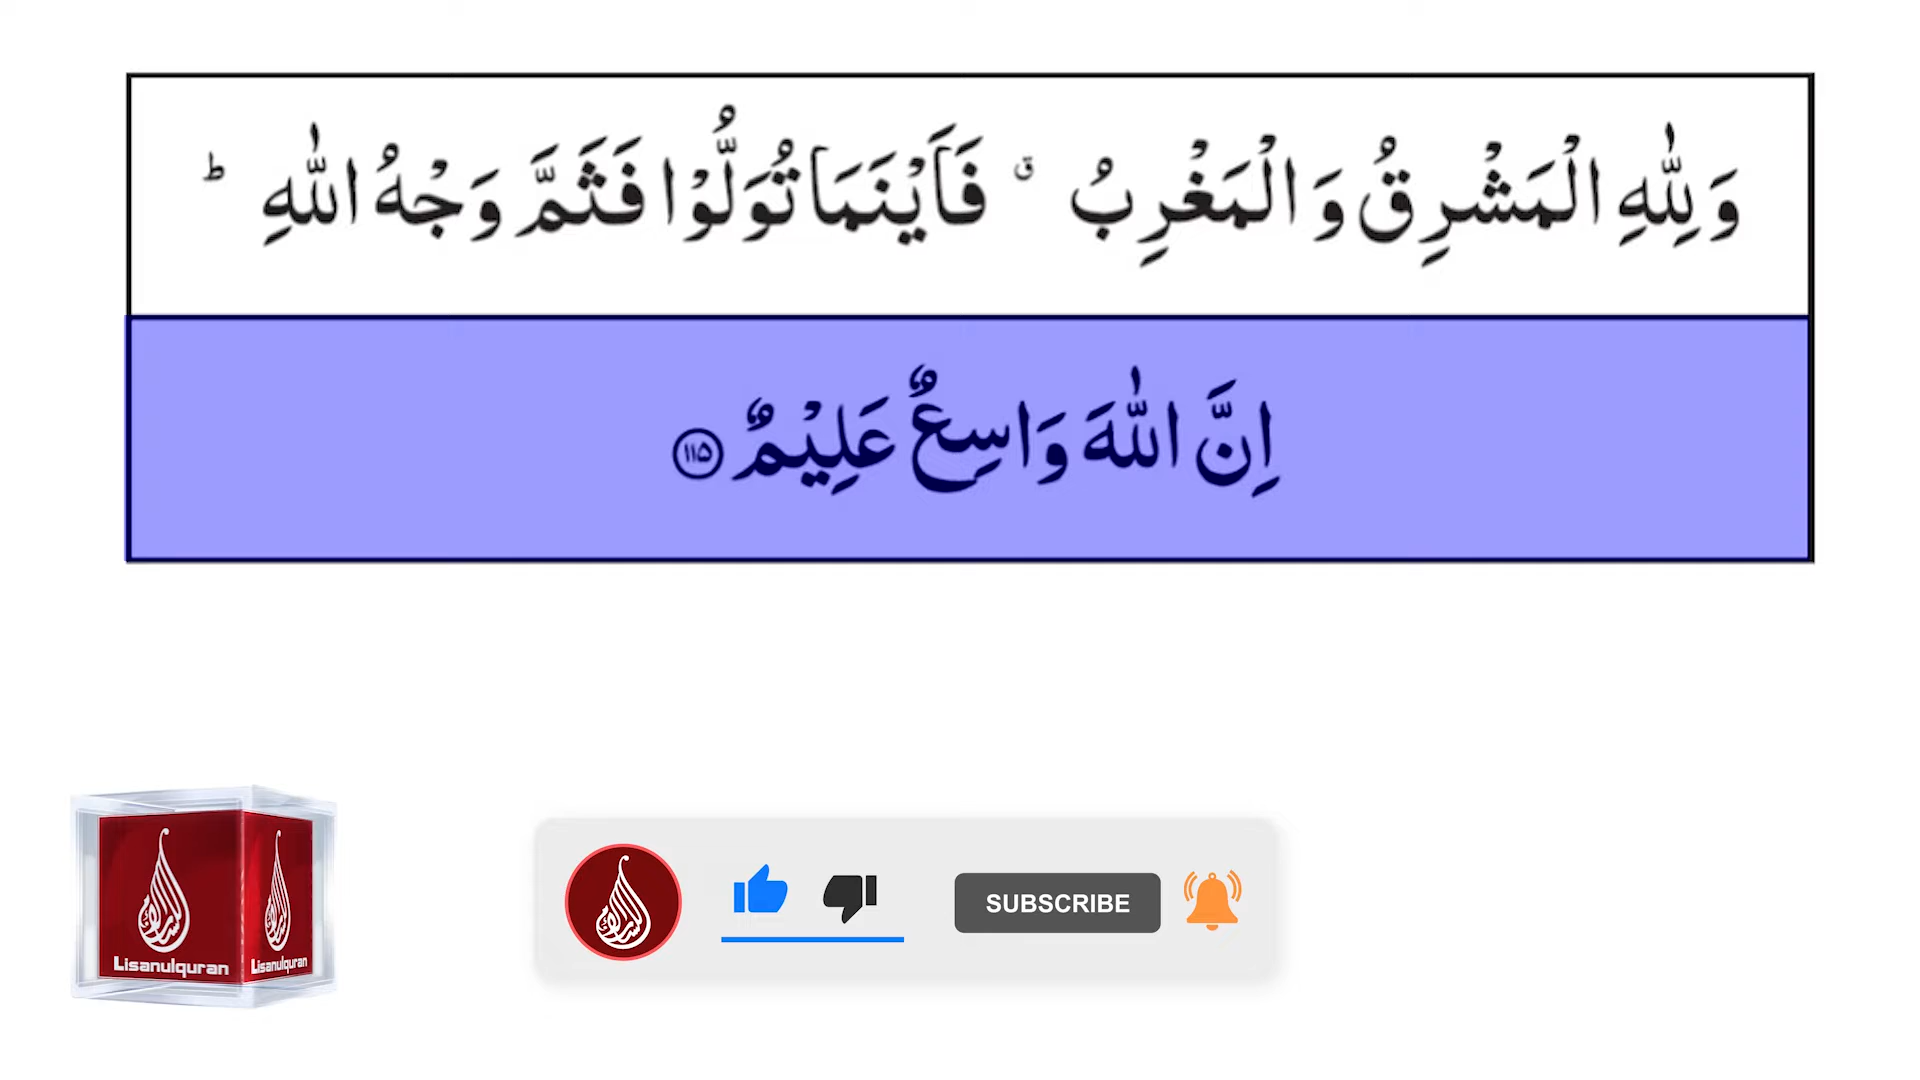 وَلِلّٰهِ الْمَشْرِقُ وَ الْمَغْرِبُ ۗ فَاَيْنَمَا تُوَلُّوْا فَثَمَّ وَجْهُ اللّٰهِ ؕ
اِنَّ اللّٰهَ وَاسِعٌ عَلِيْمٌ ۝۱۱۵
Lisanulquran Lisanulquran
SUBSCRIBE